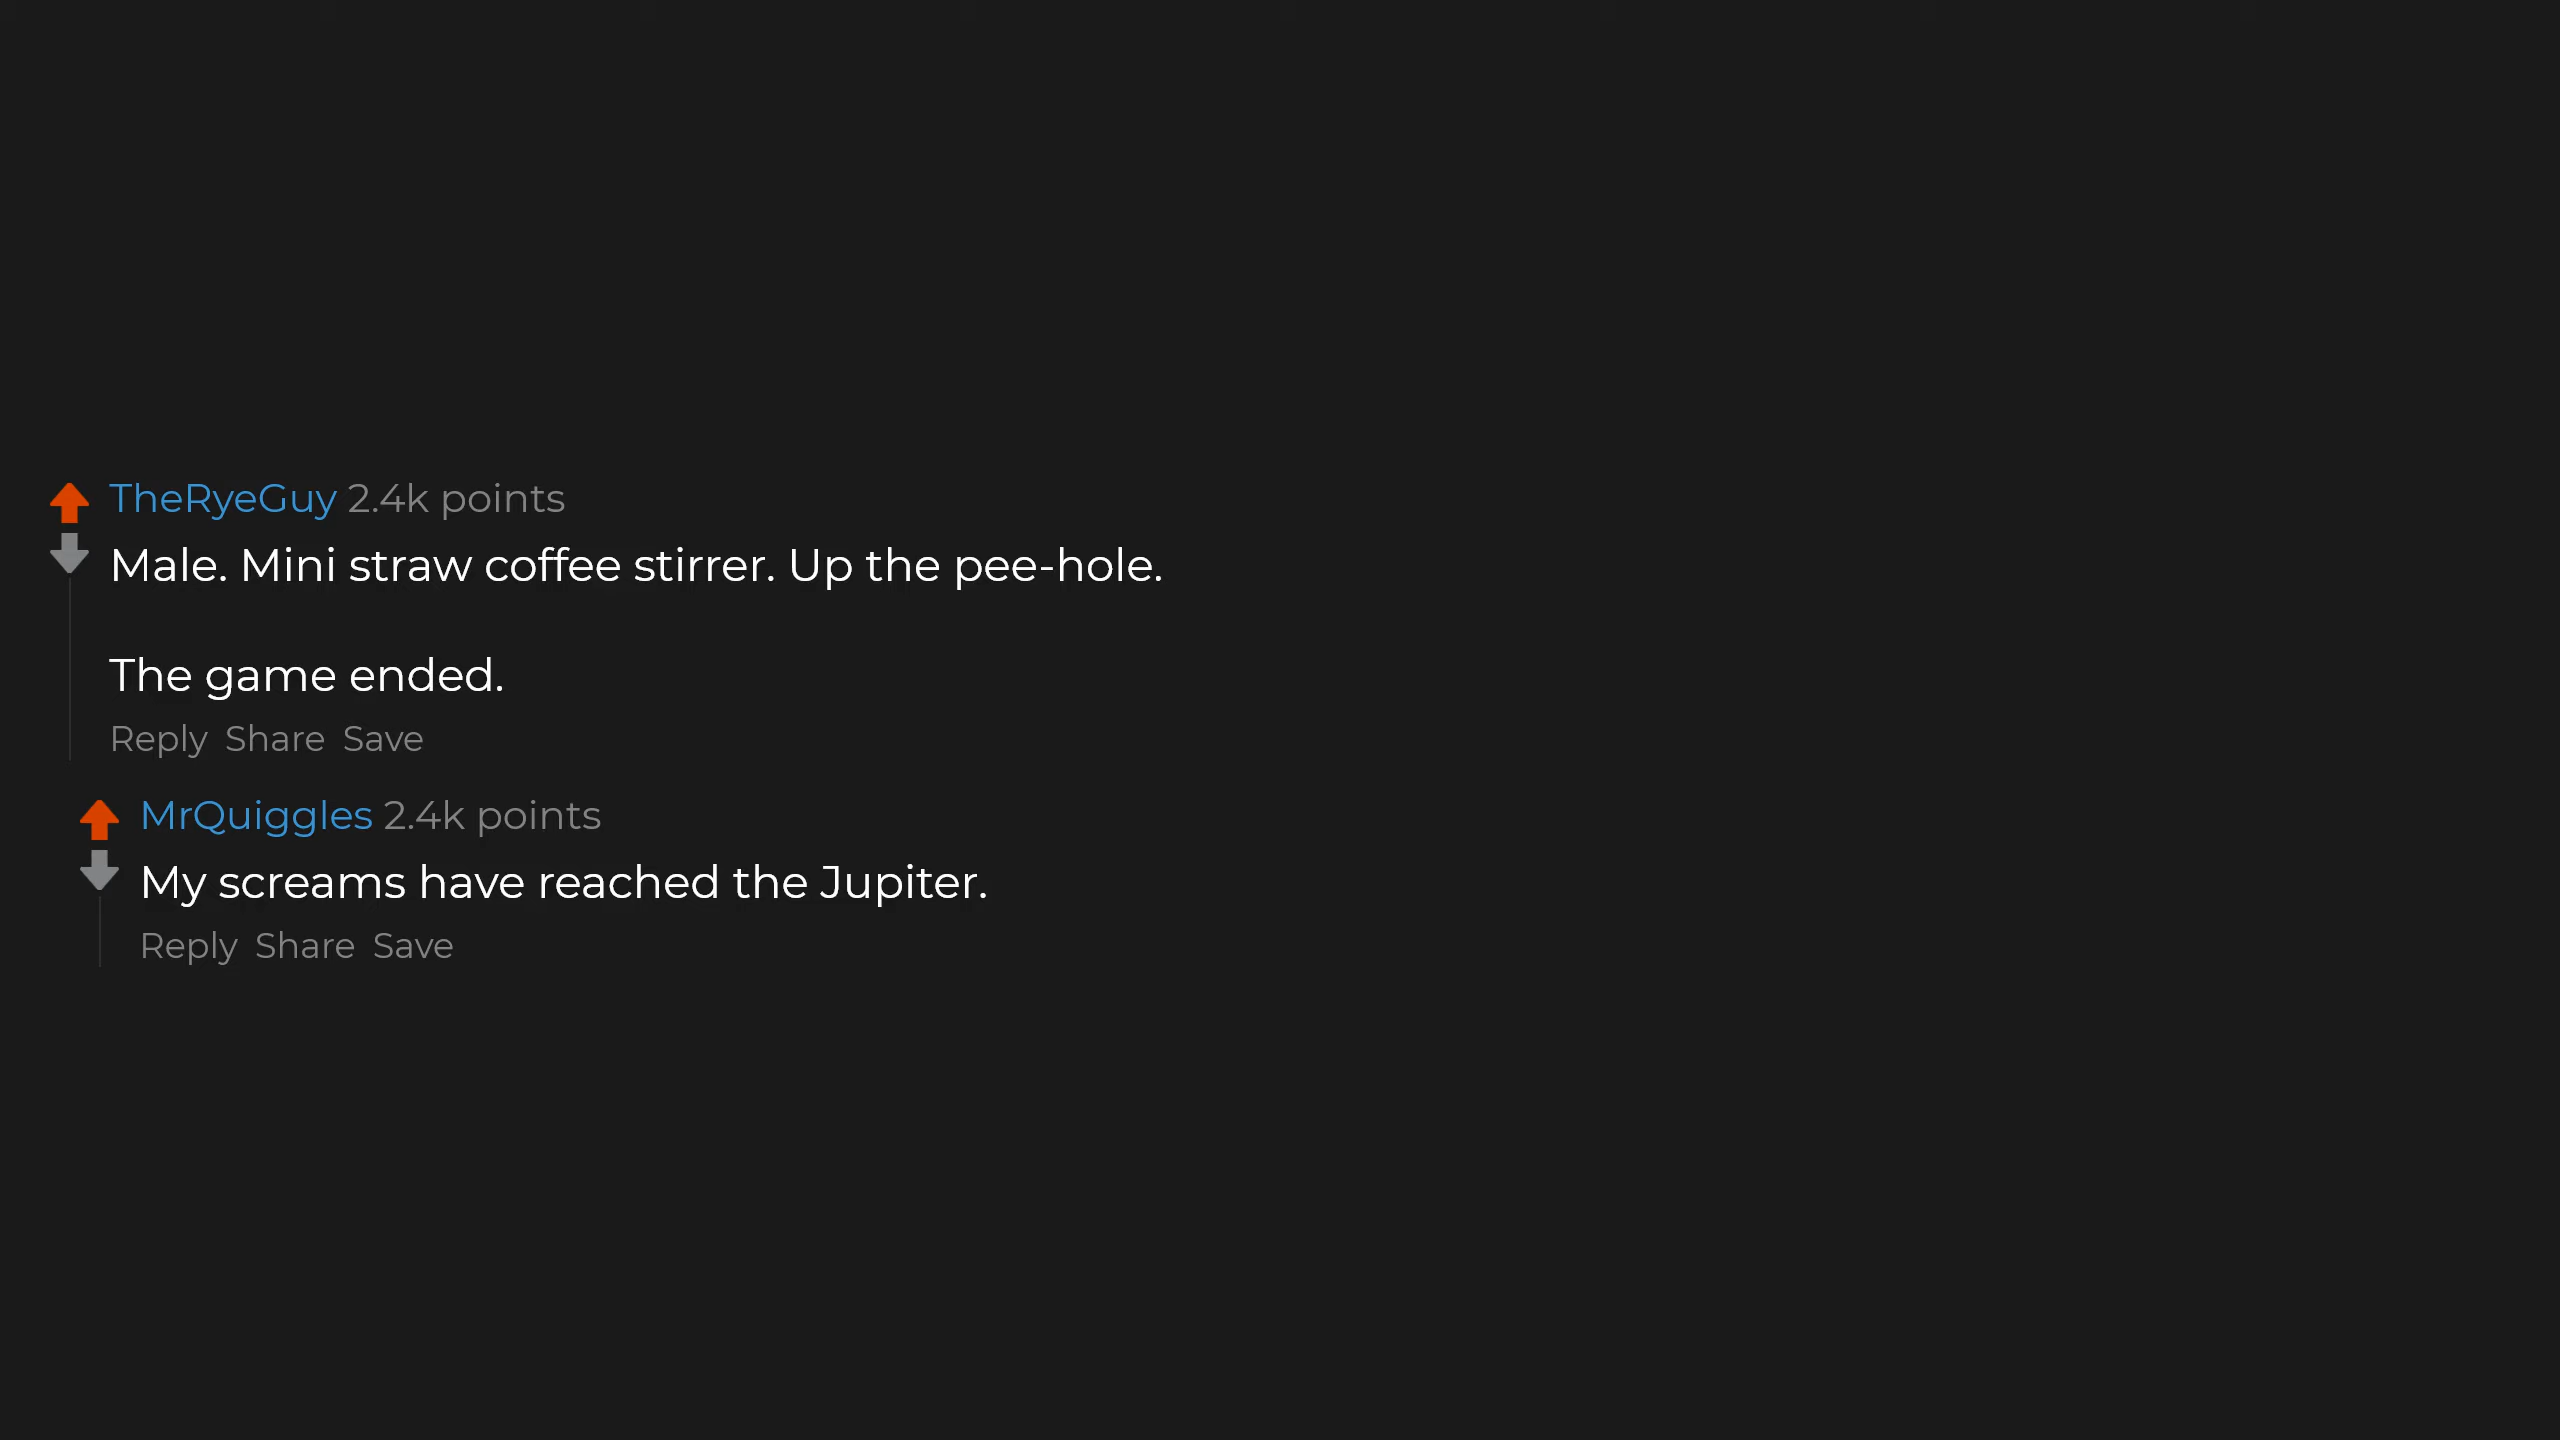 TheRyeGuy 2.4k points
Male. Mini straw coffee stirrer. Up the pee-hole.
The game ended.
Reply Share Save
MrQuiggles 2.4k points
My screams have reached the Jupiter.
Reply Share Save